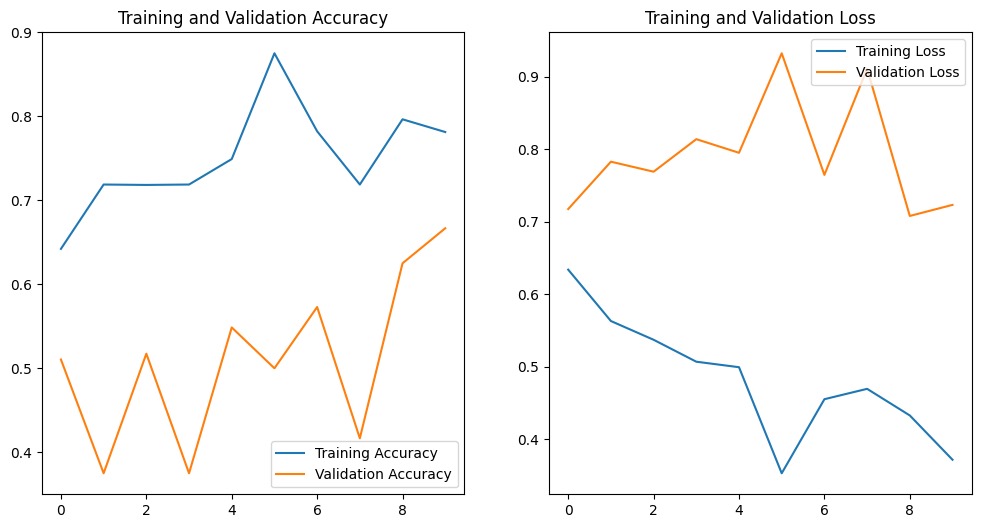 Training and Validation Accuracy
0.9
0.8
0.7
0.6
0.5
0.4
0 2 4 6 8
Training Accuracy
Validation Accuracy
Training and Validation Loss
0.9
0.8
0.7
0.6
0.5
0.4
0 2 4 6 8
Training Loss
Validation Loss